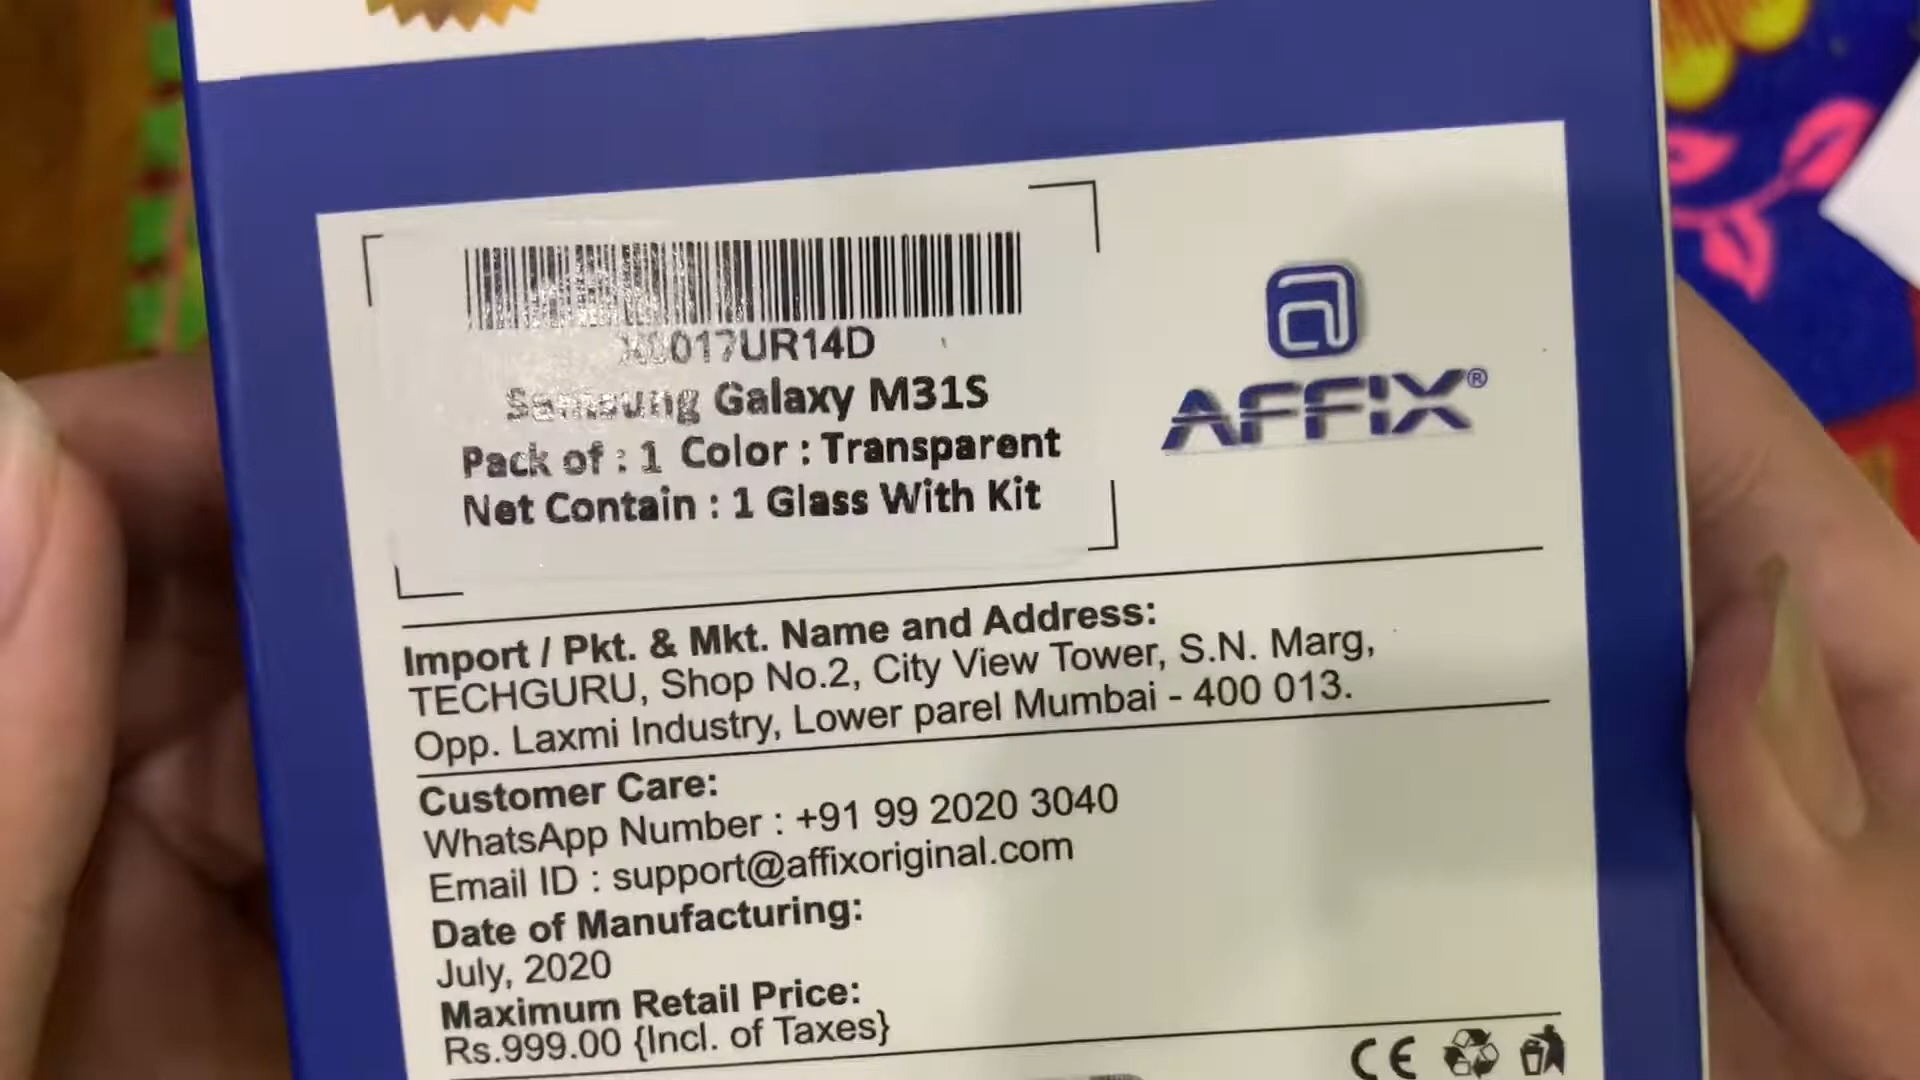 017UR14D
Samsung Galaxy M31S
Pack of : 1 Color : Transparent
Net Contain : 1 Glass With Kit
AFFIX®
Import / Pkt. & Mkt. Name and Address:
TECHGURU, Shop No.2, City View Tower, S.N. Marg,
Opp. Laxmi Industry, Lower parel Mumbai - 400 013.
Customer Care:
WhatsApp Number : +91 99 2020 3040
Email ID : support@affixoriginal.com
Date of Manufacturing:
July, 2020
Maximum Retail Price:
Rs.999.00 {Incl. of Taxes}
CE